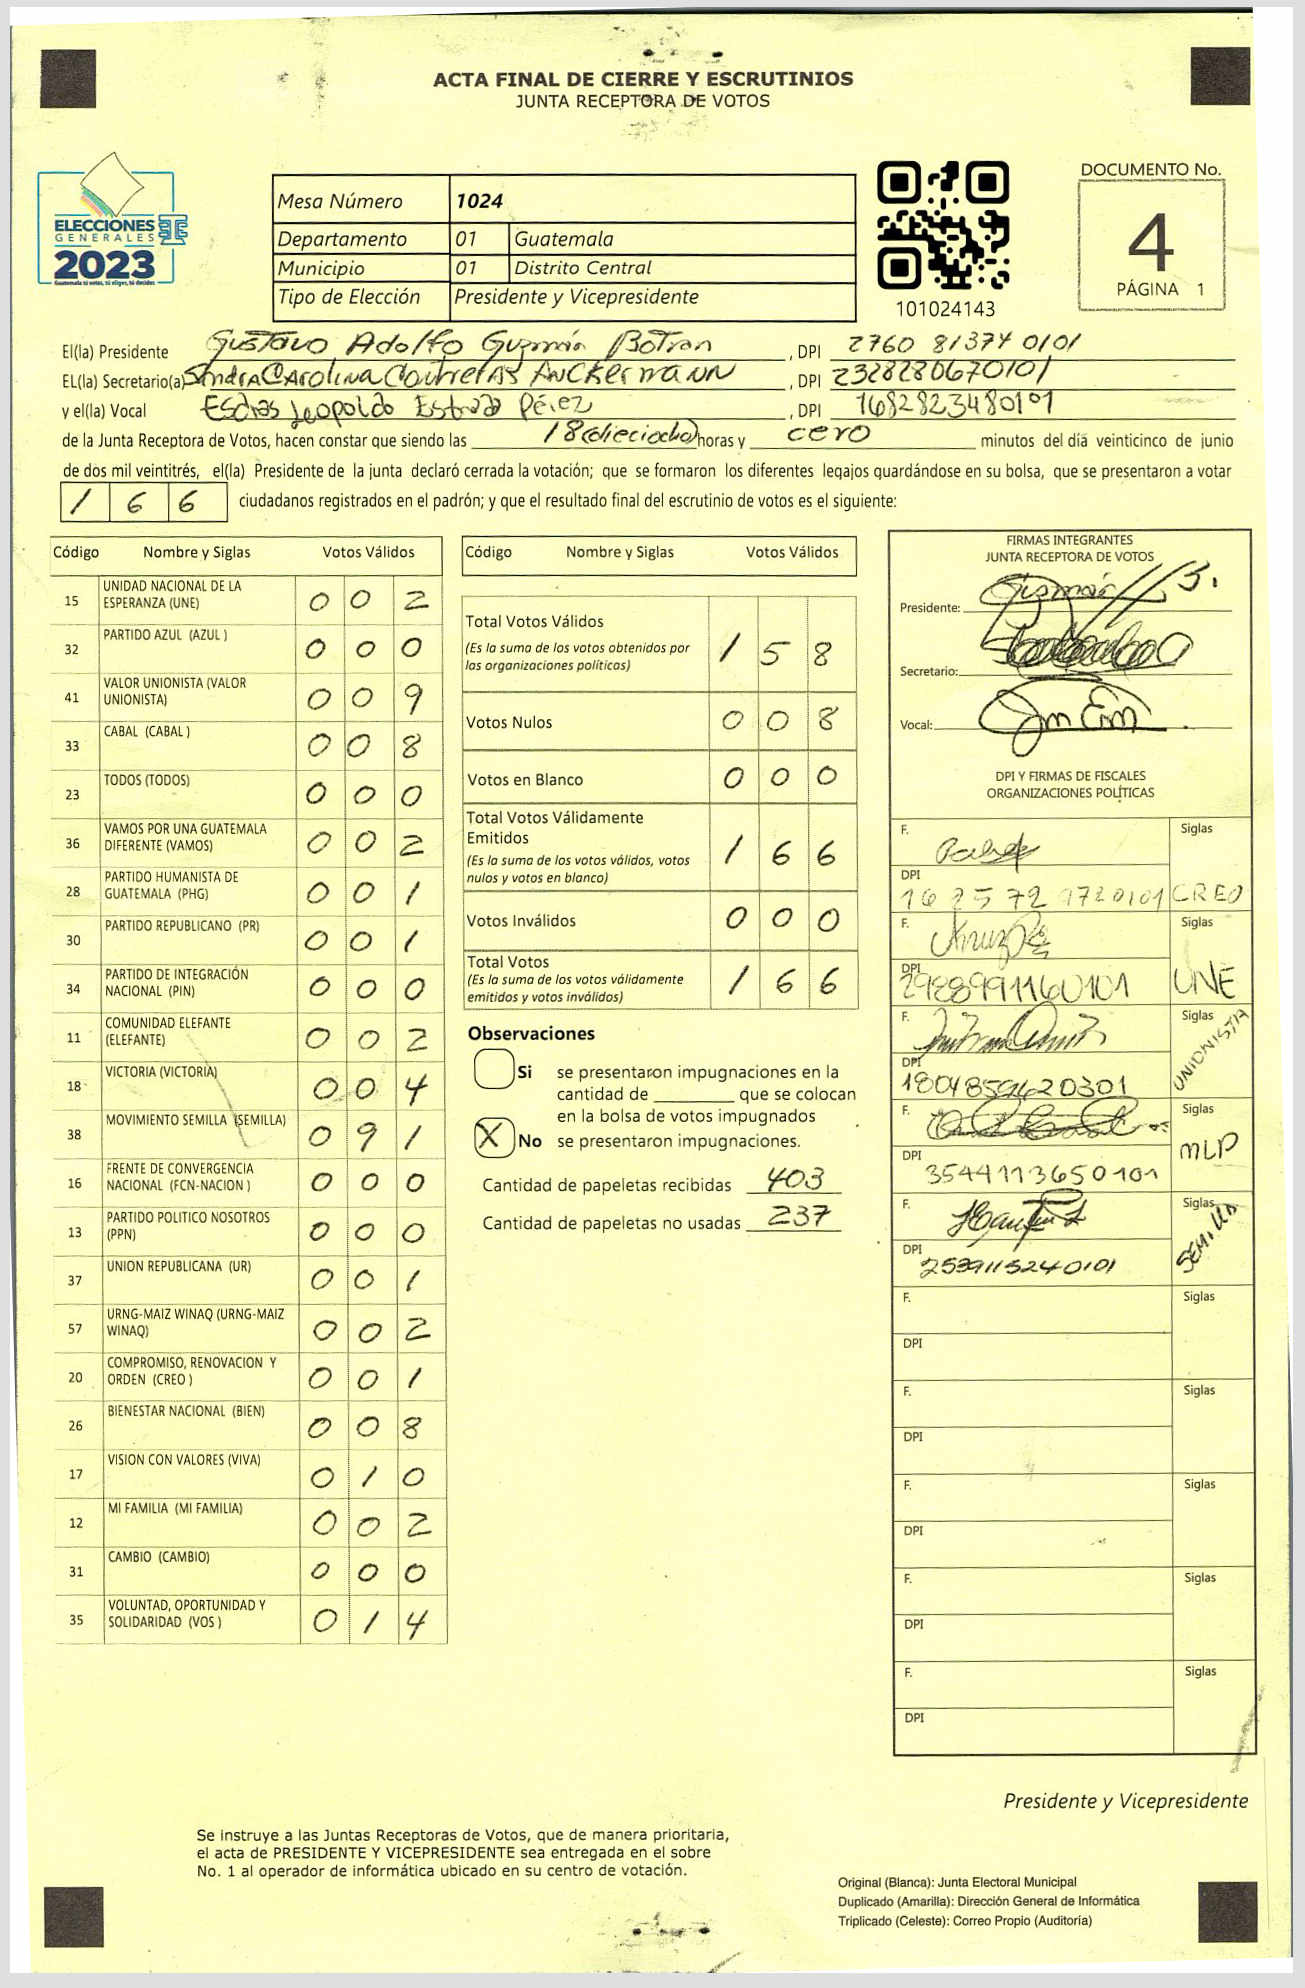 ACTA FINAL DE CIERRE Y ESCRUTINIOS
JUNTA RECEPTORA DE VOTOS
ELECCIONES
GENERALES
2023
Guatemala tú votas, tú eliges, tú decides
Mesa Número 1024
Departamento 01 Guatemala
Municipio 01 Distrito Central
Tipo de Elección Presidente y Vicepresidente
101024143
DOCUMENTO No.
4
PÁGINA 1
El(la) Presidente Gustavo Adolfo Guzmán Botran , DPI 2760 81374 0101
EL(la) Secretario(a) Sandra Carolina Contreras Anckermann , DPI 2328280670101
y el(la) Vocal Esdras Leopoldo Estrada Pérez , DPI 1682823480101
de la Junta Receptora de Votos, hacen constar que siendo las 18(dieciocho) horas y cero minutos del día veinticinco de junio
de dos mil veintitrés, el(la) Presidente de la junta declaró cerrada la votación; que se formaron los diferentes legajos quardándose en su bolsa, que se presentaron a votar
1 6 6 ciudadanos registrados en el padrón; y que el resultado final del escrutinio de votos es el siguiente:
Código Nombre y Siglas Votos Válidos
15 UNIDAD NACIONAL DE LA
ESPERANZA (UNE) 0 0 2
32 PARTIDO AZUL (AZUL ) 0 0 0
41 VALOR UNIONISTA (VALOR
UNIONISTA) 0 0 9
33 CABAL (CABAL ) 0 0 8
23 TODOS (TODOS) 0 0 0
36 VAMOS POR UNA GUATEMALA
DIFERENTE (VAMOS) 0 0 2
28 PARTIDO HUMANISTA DE
GUATEMALA (PHG) 0 0 1
30 PARTIDO REPUBLICANO (PR) 0 0 1
34 PARTIDO DE INTEGRACIÓN
NACIONAL (PIN) 0 0 0
11 COMUNIDAD ELEFANTE
(ELEFANTE) 0 0 2
18 VICTORIA (VICTORIA) 0 0 4
38 MOVIMIENTO SEMILLA (SEMILLA) 0 9 1
16 FRENTE DE CONVERGENCIA
NACIONAL (FCN-NACION ) 0 0 0
13 PARTIDO POLITICO NOSOTROS
(PPN) 0 0 0
37 UNION REPUBLICANA (UR) 0 0 1
57 URNG-MAIZ WINAQ (URNG-MAIZ
WINAQ) 0 0 2
20 COMPROMISO, RENOVACION Y
ORDEN (CREO ) 0 0 1
26 BIENESTAR NACIONAL (BIEN) 0 0 8
17 VISION CON VALORES (VIVA) 0 1 0
12 MI FAMILIA (MI FAMILIA) 0 0 2
31 CAMBIO (CAMBIO) 0 0 0
35 VOLUNTAD, OPORTUNIDAD Y
SOLIDARIDAD (VOS ) 0 1 4
Código Nombre y Siglas Votos Válidos
Total Votos Válidos
(Es la suma de los votos obtenidos por
las organizaciones políticas) 1 5 8
Votos Nulos 0 0 8
Votos en Blanco 0 0 0
Total Votos Válidamente
Emitidos
(Es la suma de los votos válidos, votos
nulos y votos en blanco) 1 6 6
Votos Inválidos 0 0 0
Total Votos
(Es la suma de los votos válidamente
emitidos y votos inválidos) 1 6 6
Observaciones
Si se presentaron impugnaciones en la
cantidad de ________ que se colocan
en la bolsa de votos impugnados
X No se presentaron impugnaciones.
Cantidad de papeletas recibidas 403
Cantidad de papeletas no usadas 237
FIRMAS INTEGRANTES
JUNTA RECEPTORA DE VOTOS
Presidente:
Secretario:
Vocal:
DPI Y FIRMAS DE FISCALES
ORGANIZACIONES POLÍTICAS
F. Siglas
DPI
CREO
F. Siglas
DPI
2928991160101 UNE
F. Siglas
DPI UNIONISTA
1804859620301
F. Siglas
DPI MLP
3544113650101
F. Siglas
DPI SEMILLA
2539115240101
F. Siglas
DPI
F. Siglas
DPI
F. Siglas
DPI
F. Siglas
DPI
F. Siglas
DPI
Presidente y Vicepresidente
Se instruye a las Juntas Receptoras de Votos, que de manera prioritaria,
el acta de PRESIDENTE Y VICEPRESIDENTE sea entregada en el sobre
No. 1 al operador de informática ubicado en su centro de votación.
Original (Blanca): Junta Electoral Municipal
Duplicado (Amarilla): Dirección General de Informática
Triplicado (Celeste): Correo Propio (Auditoría)